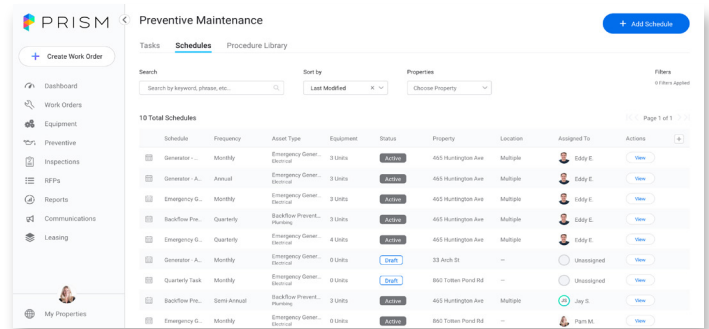 PRISM
Preventive Maintenance
+ Add Schedule
+ Create Work Order
Tasks Schedules Procedure Library
Search Sort by Properties Filters
Search by keyword, phrase, etc... Last Modified × Choose Property 0 Filters Applied
Dashboard
Work Orders
Equipment
Preventive
Inspections
RFPs
Reports
Communications
Leasing
My Properties
10 Total Schedules Page 1 of 1
Schedule Frequency Asset Type Equipment Status Property Location Assigned To Actions +
Generator - ... Monthly Emergency Gener... 3 Units Active 465 Huntington Ave Multiple Eddy E. View
Electrical
Generator - A... Annual Emergency Gener... 3 Units Active 465 Huntington Ave Multiple Eddy E. View
Electrical
Emergency G... Monthly Emergency Gener... 3 Units Active 465 Huntington Ave Multiple Eddy E. View
Electrical
Backflow Pre... Quarterly Backflow Prevent... 3 Units Active 465 Huntington Ave Multiple Eddy E. View
Plumbing
Emergency G... Quarterly Emergency Gener... 4 Units Active 465 Huntington Ave Multiple Eddy E. View
Electrical
Generator - A... Monthly Emergency Gener... 0 Units Draft 33 Arch St -- Unassigned View
Electrical
Quarterly Task Monthly Emergency Gener... 0 Units Draft 860 Totten Pond Rd -- Unassigned View
Electrical
Backflow Pre... Semi-Annual Backflow Prevent... 3 Units Active 465 Huntington Ave Multiple JS Jay S. View
Plumbing
Emergency G... Monthly Emergency Gener... 0 Units Active 860 Totten Pond Rd -- Pam M. View
Electrical